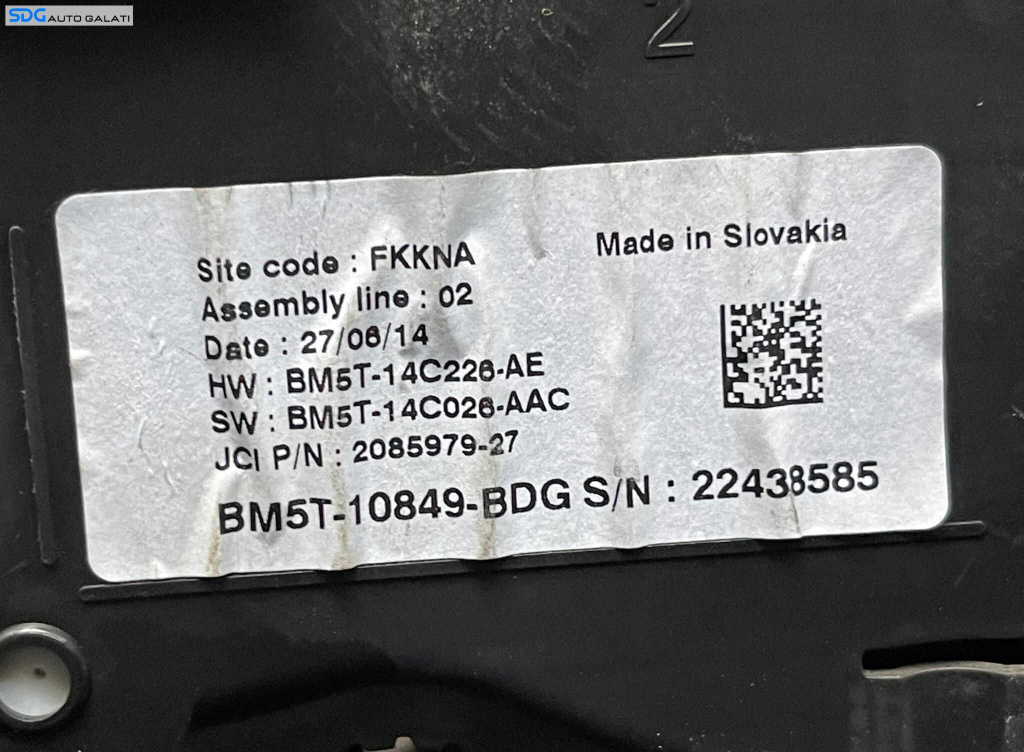 SDG AUTO GALATI
2
Site code : FKKNA
Made in Slovakia
Assembly line : 02
Date : 27/06/14
HW : BM5T-14C226-AE
SW : BM5T-14C026-AAC
JCI P/N : 2085979-27
BM5T-10849-BDG S/N : 22438585